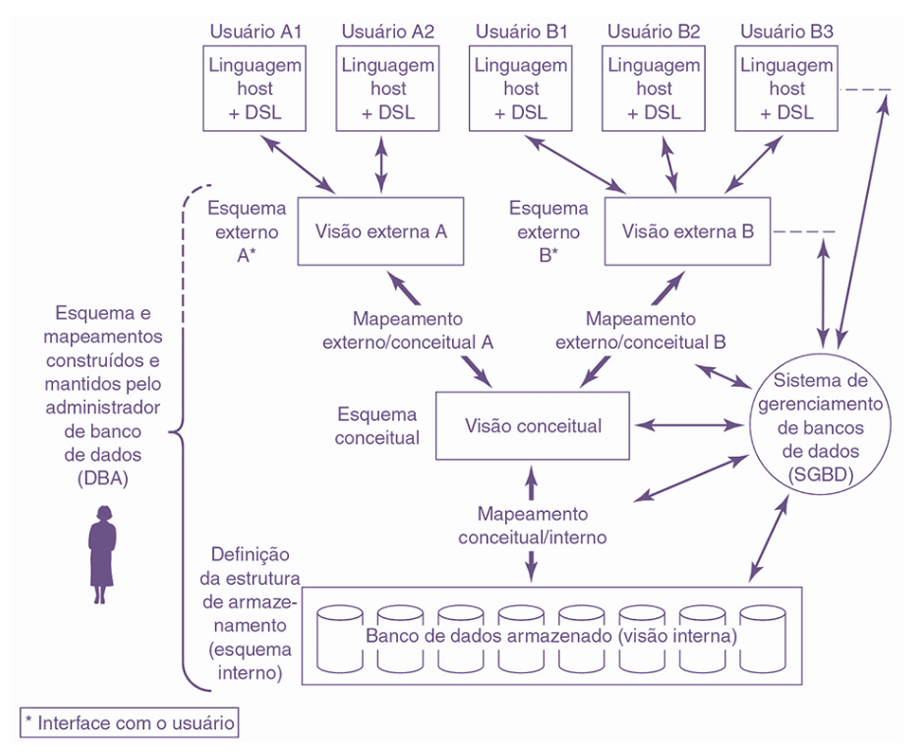 Usuário A1
Usuário A2
Usuário B1
Usuário B2
Usuário B3
Linguagem
host
+ DSL
Linguagem
host
+ DSL
Linguagem
host
+ DSL
Linguagem
host
+ DSL
Linguagem
host
+ DSL
Esquema
externo
A*
Visão externa A
Esquema
externo
B*
Visão externa B
Esquema e
mapeamentos
construídos e
mantidos pelo
administrador
de banco
de dados
(DBA)
Mapeamento
externo/conceitual A
Mapeamento
externo/conceitual B
Sistema de
gerenciamento
de bancos
de dados
(SGBD)
Esquema
conceitual
Visão conceitual
Mapeamento
conceitual/interno
Definição
da estrutura
de armaze-
namento
(esquema
interno)
Banco de dados armazenado (visão interna)
* Interface com o usuário